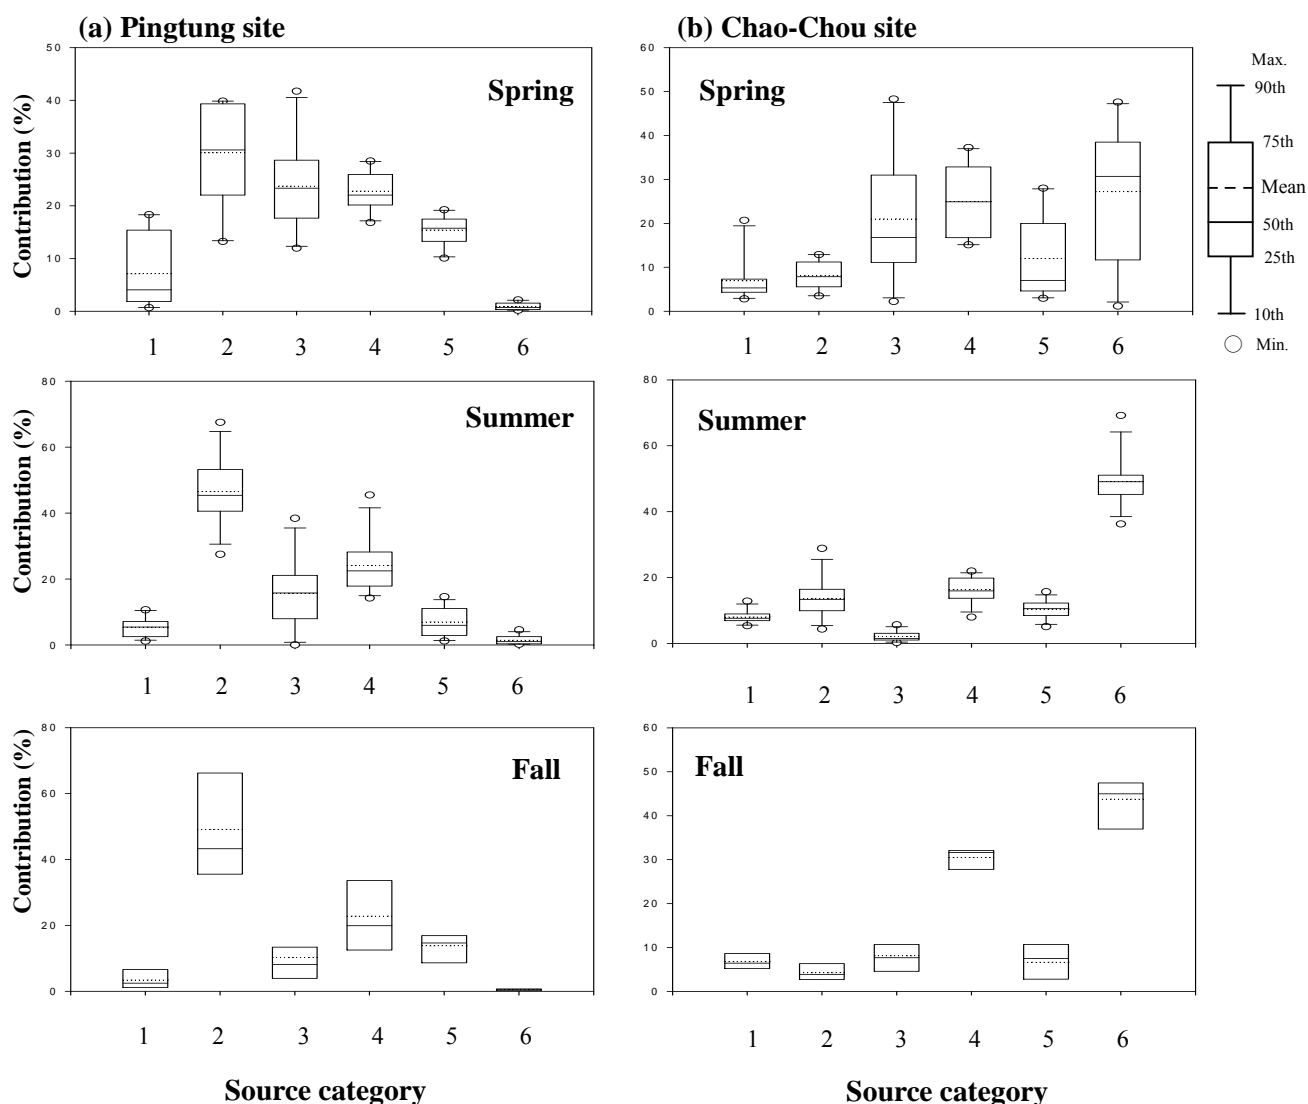 (a) Pingtung site
(b) Chao-Chou site
Contribution (%)
50
40
30
20
10
0
Spring
1 2 3 4 5 6
60
50
40
30
20
10
0
Spring
1 2 3 4 5 6
Max.
90th
75th
Mean
50th
25th
10th
Min.
Contribution (%)
80
60
40
20
0
Summer
1 2 3 4 5 6
80
60
40
20
0
Summer
1 2 3 4 5 6
Contribution (%)
80
60
40
20
0
Fall
1 2 3 4 5 6
Source category
60
50
40
30
20
10
0
Fall
1 2 3 4 5 6
Source category